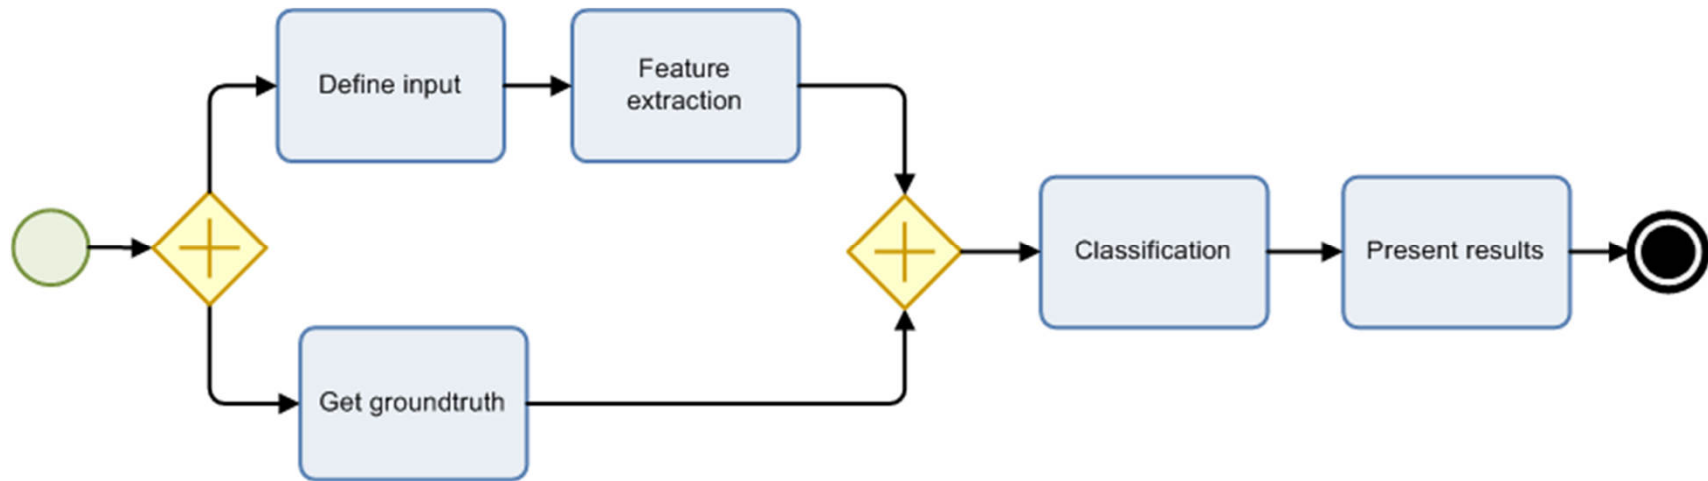 Define input
Feature
extraction
Get groundtruth
Classification
Present results